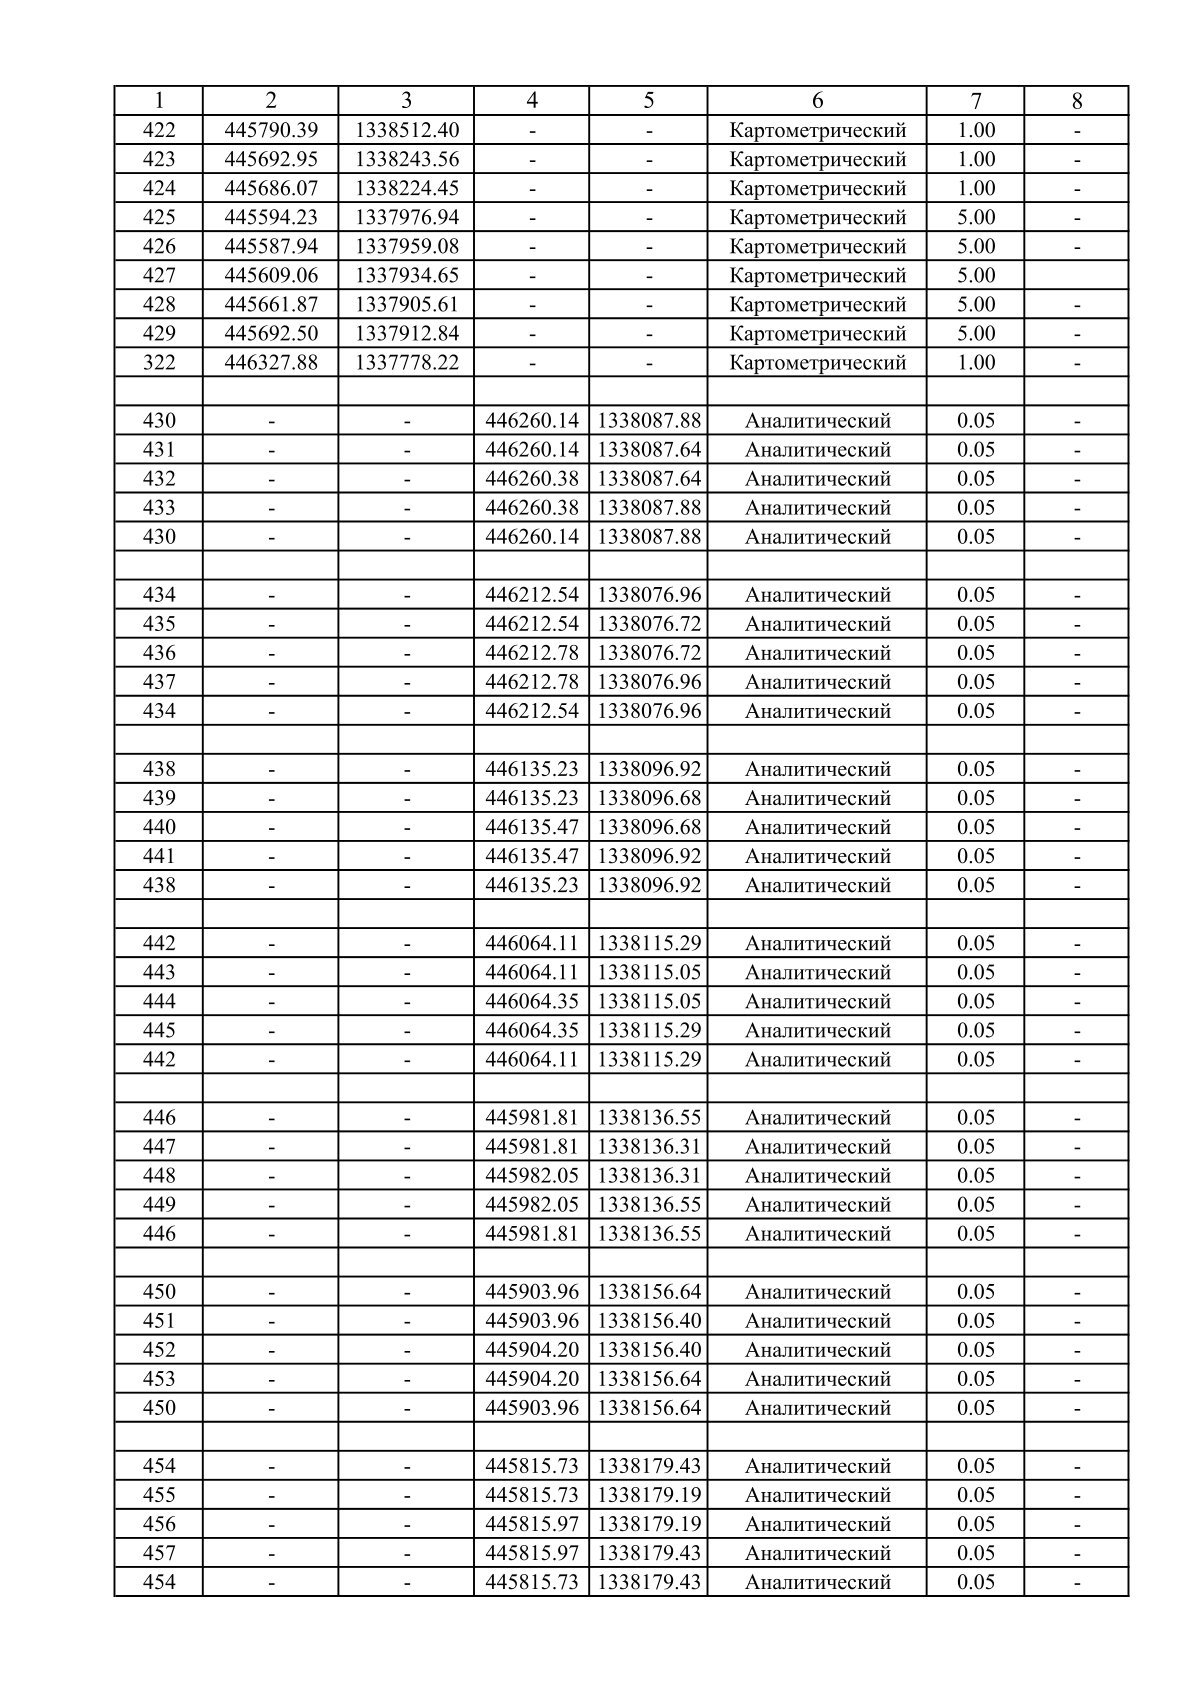 1 2 3 4 5 6 7 8
422 445790.39 1338512.40 - - Картометрический 1.00 -
423 445692.95 1338243.56 - - Картометрический 1.00 -
424 445686.07 1338224.45 - - Картометрический 1.00 -
425 445594.23 1337976.94 - - Картометрический 5.00 -
426 445587.94 1337959.08 - - Картометрический 5.00 -
427 445609.06 1337934.65 - - Картометрический 5.00
428 445661.87 1337905.61 - - Картометрический 5.00 -
429 445692.50 1337912.84 - - Картометрический 5.00 -
322 446327.88 1337778.22 - - Картометрический 1.00 -
430 - - 446260.14 1338087.88 Аналитический 0.05 -
431 - - 446260.14 1338087.64 Аналитический 0.05 -
432 - - 446260.38 1338087.64 Аналитический 0.05 -
433 - - 446260.38 1338087.88 Аналитический 0.05 -
430 - - 446260.14 1338087.88 Аналитический 0.05 -
434 - - 446212.54 1338076.96 Аналитический 0.05 -
435 - - 446212.54 1338076.72 Аналитический 0.05 -
436 - - 446212.78 1338076.72 Аналитический 0.05 -
437 - - 446212.78 1338076.96 Аналитический 0.05 -
434 - - 446212.54 1338076.96 Аналитический 0.05 -
438 - - 446135.23 1338096.92 Аналитический 0.05 -
439 - - 446135.23 1338096.68 Аналитический 0.05 -
440 - - 446135.47 1338096.68 Аналитический 0.05 -
441 - - 446135.47 1338096.92 Аналитический 0.05 -
438 - - 446135.23 1338096.92 Аналитический 0.05 -
442 - - 446064.11 1338115.29 Аналитический 0.05 -
443 - - 446064.11 1338115.05 Аналитический 0.05 -
444 - - 446064.35 1338115.05 Аналитический 0.05 -
445 - - 446064.35 1338115.29 Аналитический 0.05 -
442 - - 446064.11 1338115.29 Аналитический 0.05 -
446 - - 445981.81 1338136.55 Аналитический 0.05 -
447 - - 445981.81 1338136.31 Аналитический 0.05 -
448 - - 445982.05 1338136.31 Аналитический 0.05 -
449 - - 445982.05 1338136.55 Аналитический 0.05 -
446 - - 445981.81 1338136.55 Аналитический 0.05 -
450 - - 445903.96 1338156.64 Аналитический 0.05 -
451 - - 445903.96 1338156.40 Аналитический 0.05 -
452 - - 445904.20 1338156.40 Аналитический 0.05 -
453 - - 445904.20 1338156.64 Аналитический 0.05 -
450 - - 445903.96 1338156.64 Аналитический 0.05 -
454 - - 445815.73 1338179.43 Аналитический 0.05 -
455 - - 445815.73 1338179.19 Аналитический 0.05 -
456 - - 445815.97 1338179.19 Аналитический 0.05 -
457 - - 445815.97 1338179.43 Аналитический 0.05 -
454 - - 445815.73 1338179.43 Аналитический 0.05 -